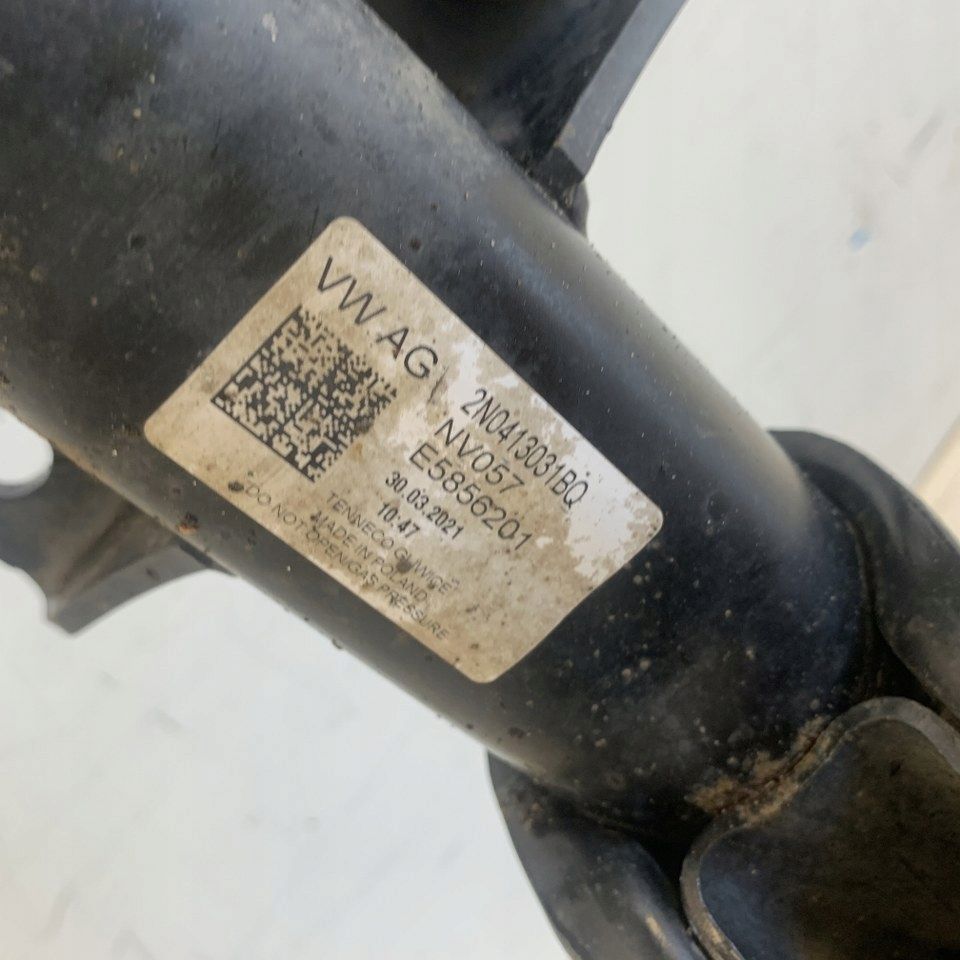 VW AG
2N0413031BQ
NV057
E5856201
30.03.2021
10:47
TENNECO GLIWICE
MADE IN POLAND
DO NOT OPEN/GAS PRESSURE